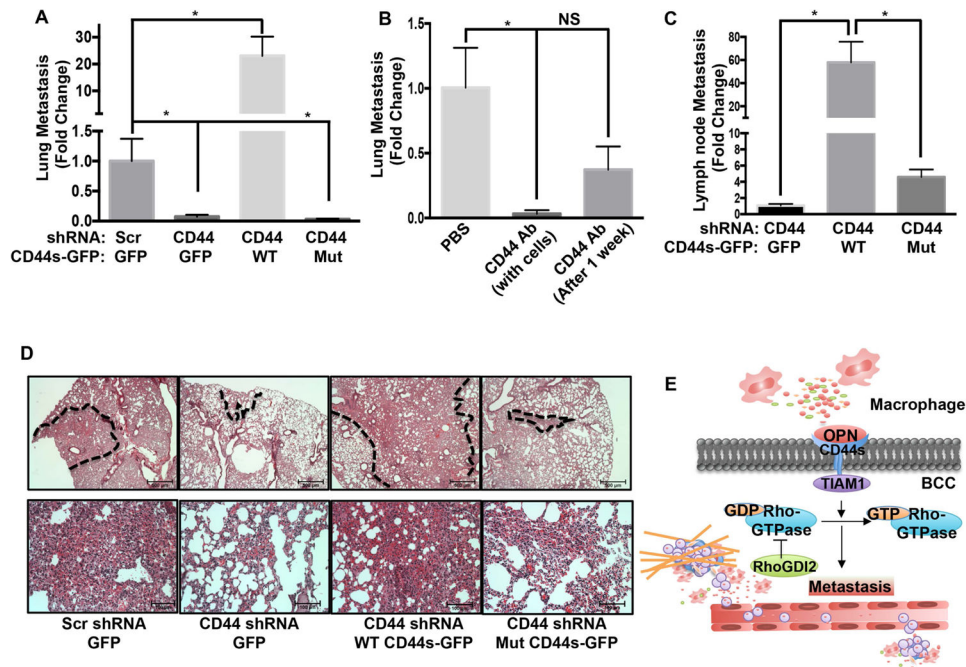 A
Lung Metastasis
(Fold Change)
30
20
10
1.0
0.5
0.0
*
*
*
shRNA: Scr CD44 CD44 CD44
CD44s-GFP: GFP GFP WT Mut
B
Lung Metastasis
(Fold Change)
1.5
1.0
0.5
0.0
*
NS
PBS
CD44 Ab
(with cells)
CD44 Ab
(After 1 week)
C
Lymph node Metastasis
(Fold Change)
80
60
40
20
8
6
4
2
0
*
*
shRNA: CD44 CD44 CD44
CD44s-GFP: GFP WT Mut
D
Scr shRNA
GFP
CD44 shRNA
GFP
CD44 shRNA
WT CD44s-GFP
CD44 shRNA
Mut CD44s-GFP
E
Macrophage
OPN
CD44s
TIAM1
BCC
GDP Rho-
GTPase
GTP Rho-
GTPase
RhoGDI2
Metastasis